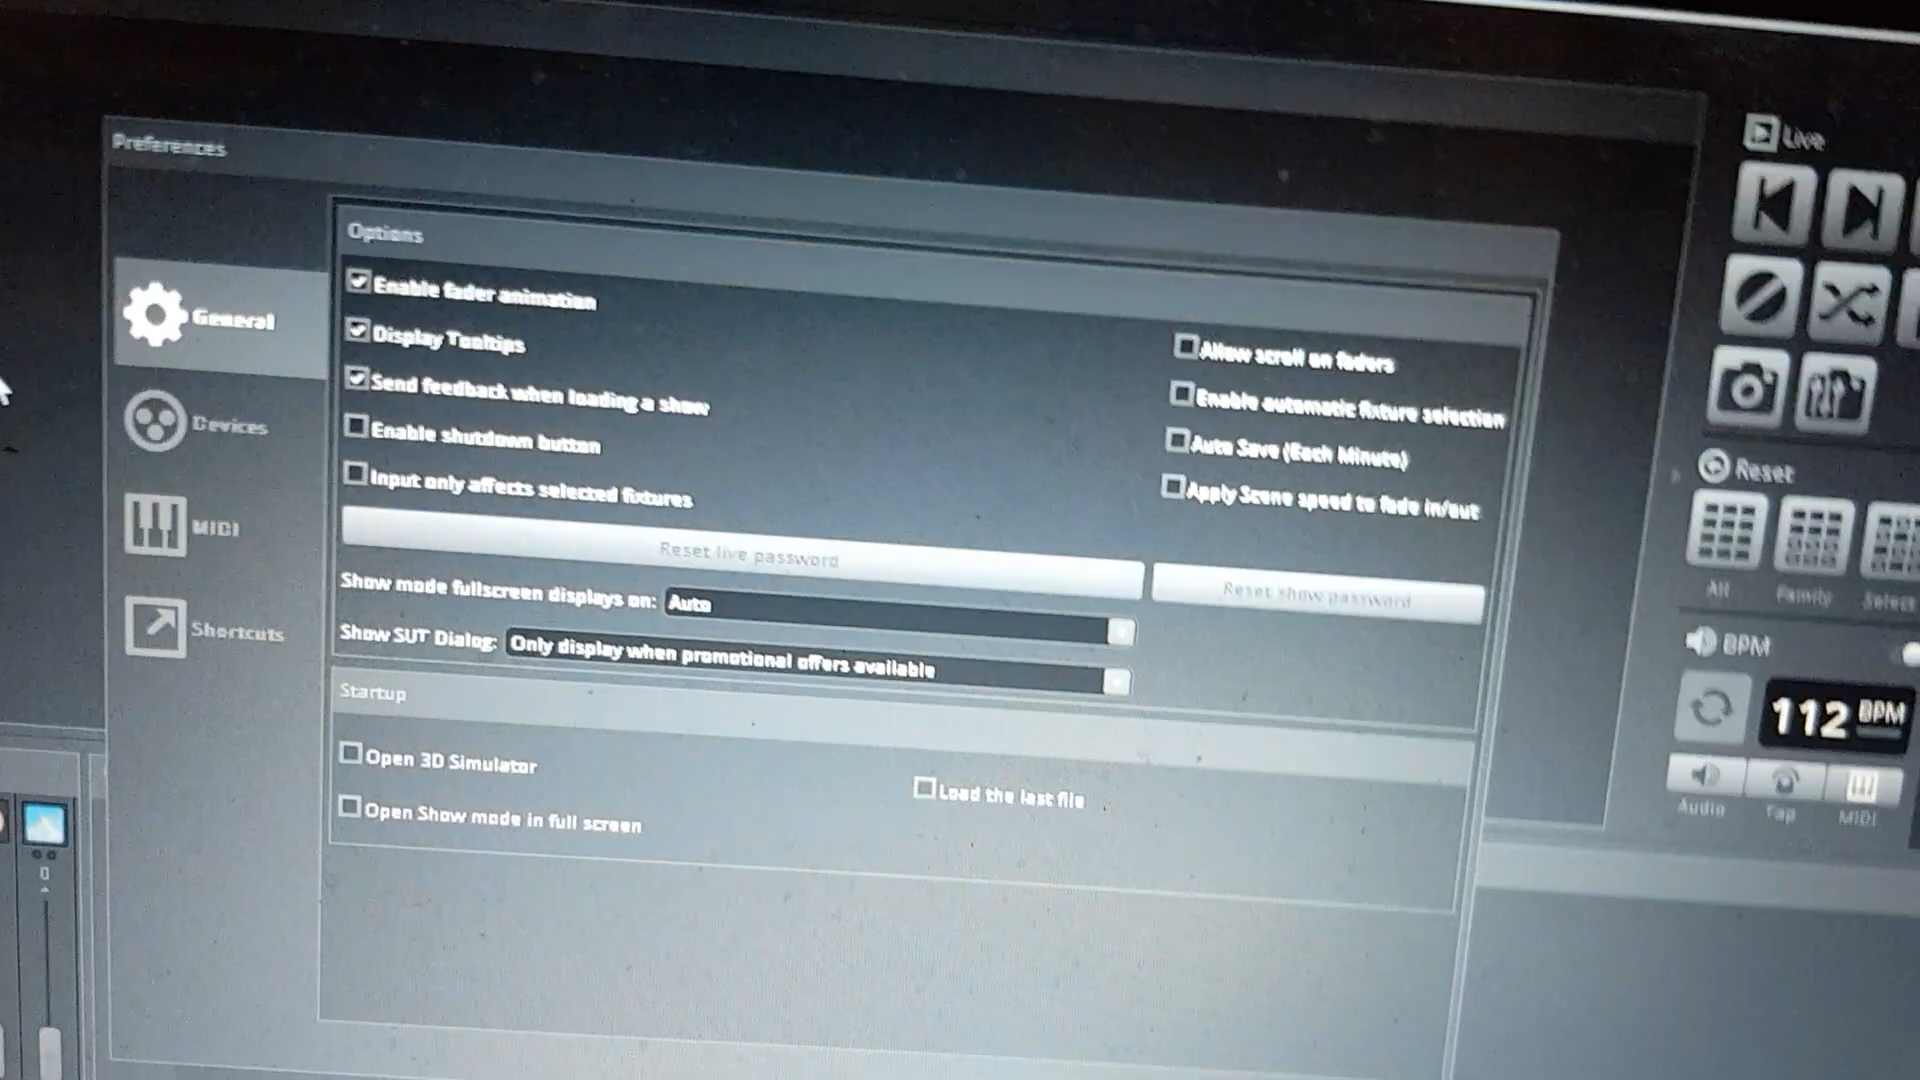 Preferences
Live
Options
General
Enable fader animation
Display Tooltips
Allow scroll on faders
Send feedback when loading a show
Enable automatic fixture selection
Devices
Enable shutdown button
Auto Save (Each Minute)
Input only affects selected fixtures
Apply Scene speed to fade in/out
Reset
MIDI
Reset live password
Reset show password
All
Family
Select
Show mode fullscreen displays on: Auto
Shortcuts
Show SUT Dialog: Only display when promotional offers available
BPM
Startup
112 BPM
Open 3D Simulator
Load the last file
Audio
Tap
MIDI
Open Show mode in full screen
0